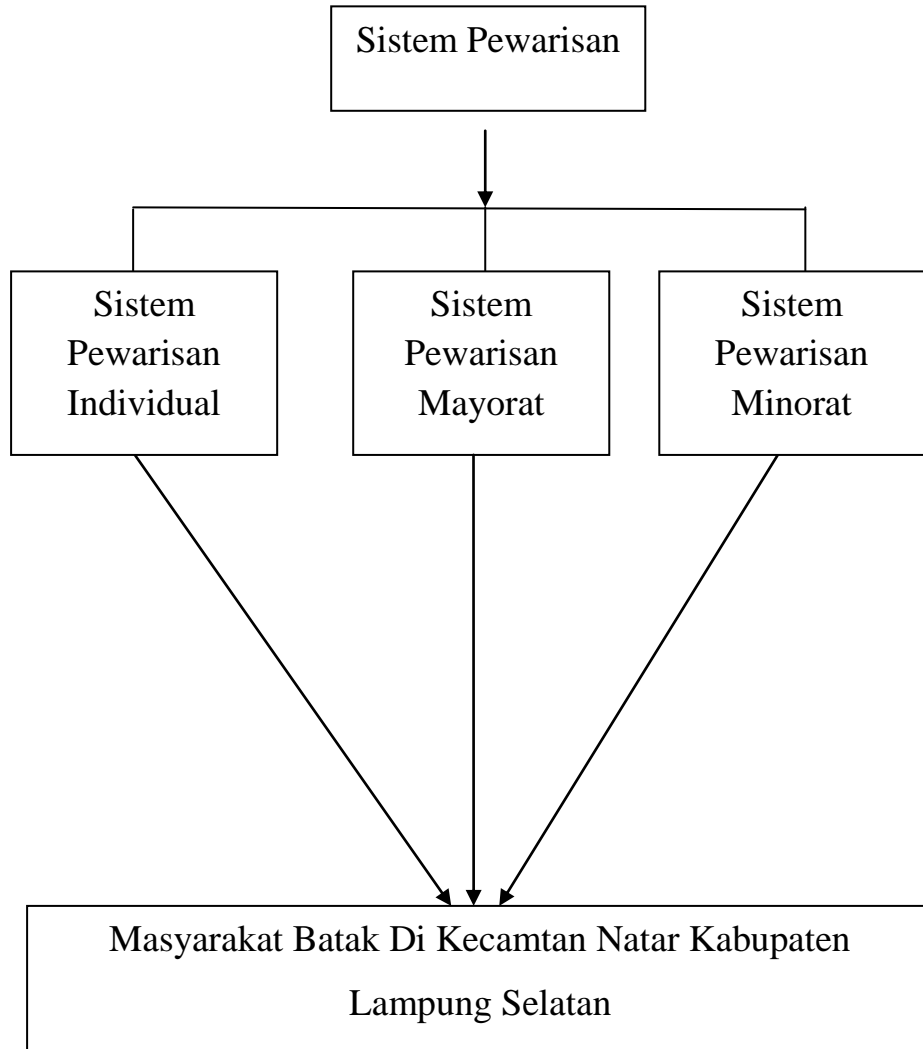 Sistem Pewarisan
Sistem
Pewarisan
Individual
Sistem
Pewarisan
Mayorat
Sistem
Pewarisan
Minorat
Masyarakat Batak Di Kecamtan Natar Kabupaten
Lampung Selatan